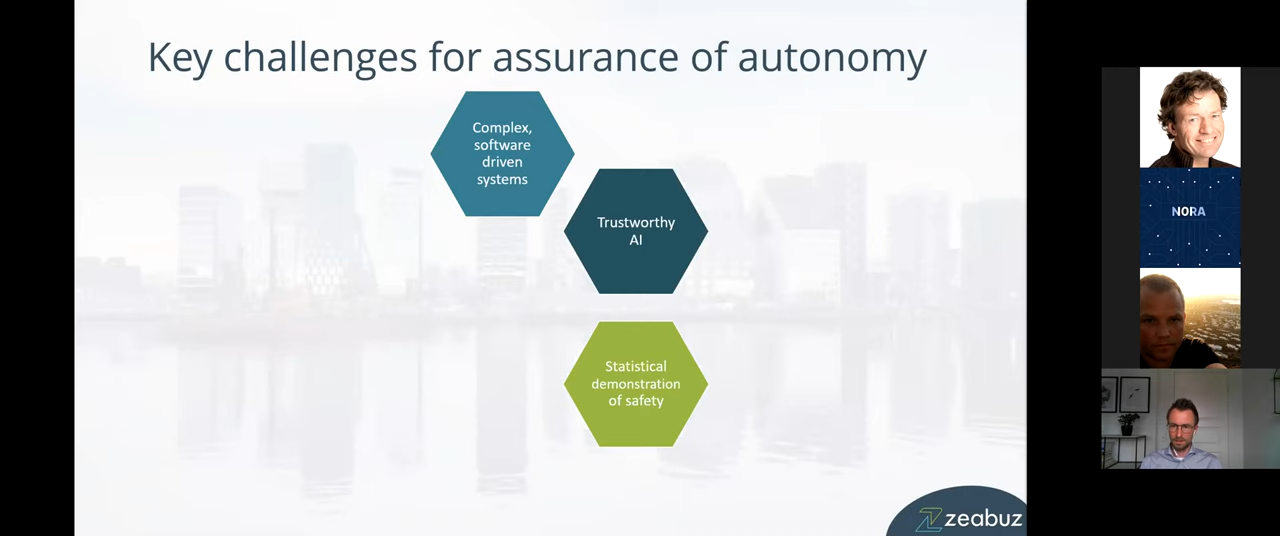 Key challenges for assurance of autonomy
Complex,
software
driven
systems
Trustworthy
AI
Statistical
demonstration
of safety
zeabuz
NORA